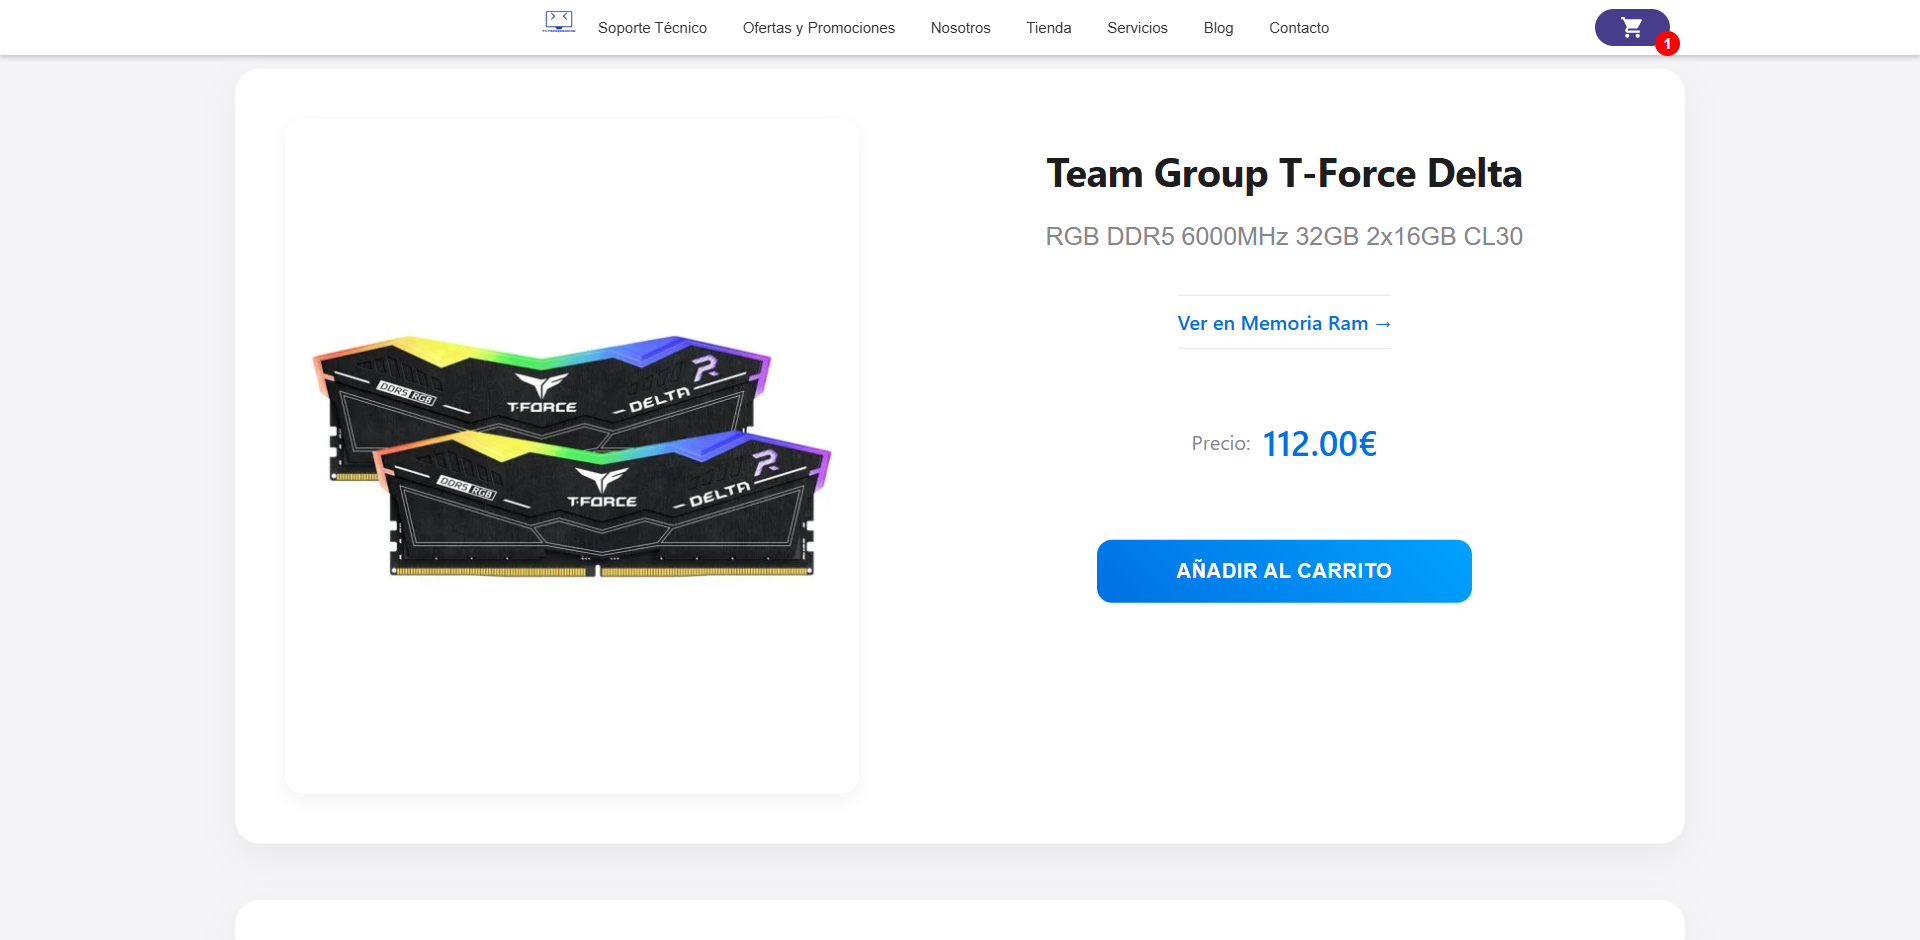 Soporte Técnico Ofertas y Promociones Nosotros Tienda Servicios Blog Contacto
1
Team Group T-Force Delta
RGB DDR5 6000MHz 32GB 2x16GB CL30
Ver en Memoria Ram →
Precio: 112.00€
AÑADIR AL CARRITO
DDR5 RGB
T-FORCE
DELTA
DDR5 RGB
T-FORCE
DELTA